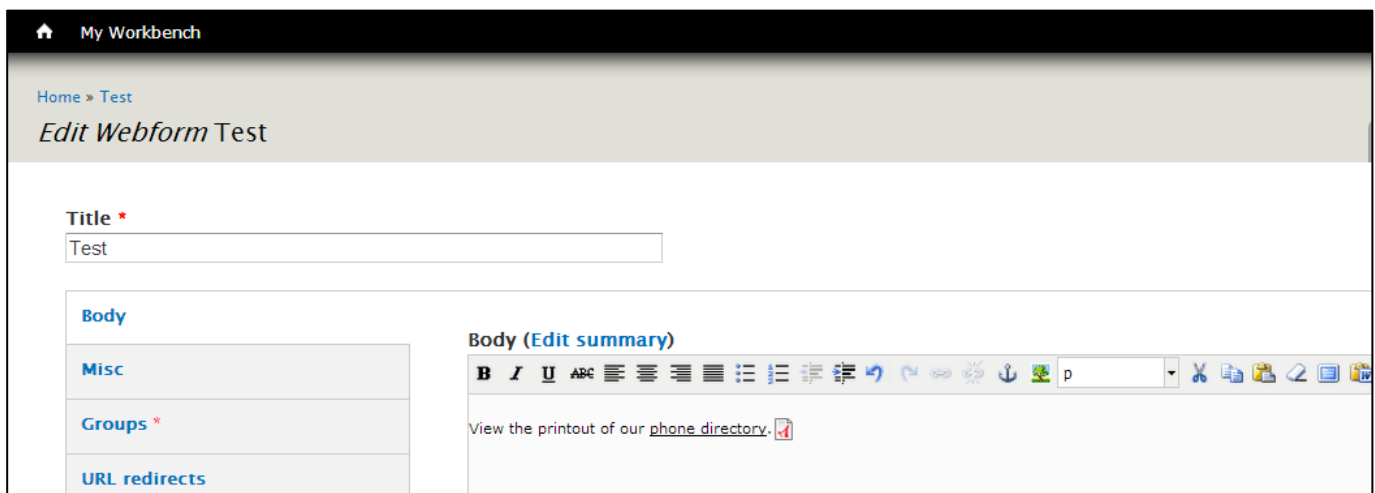 My Workbench
Home » Test
Edit Webform Test
Title *
Test
Body
Misc
Groups *
URL redirects
Body (Edit summary)
B I U ABC p
View the printout of our phone directory.